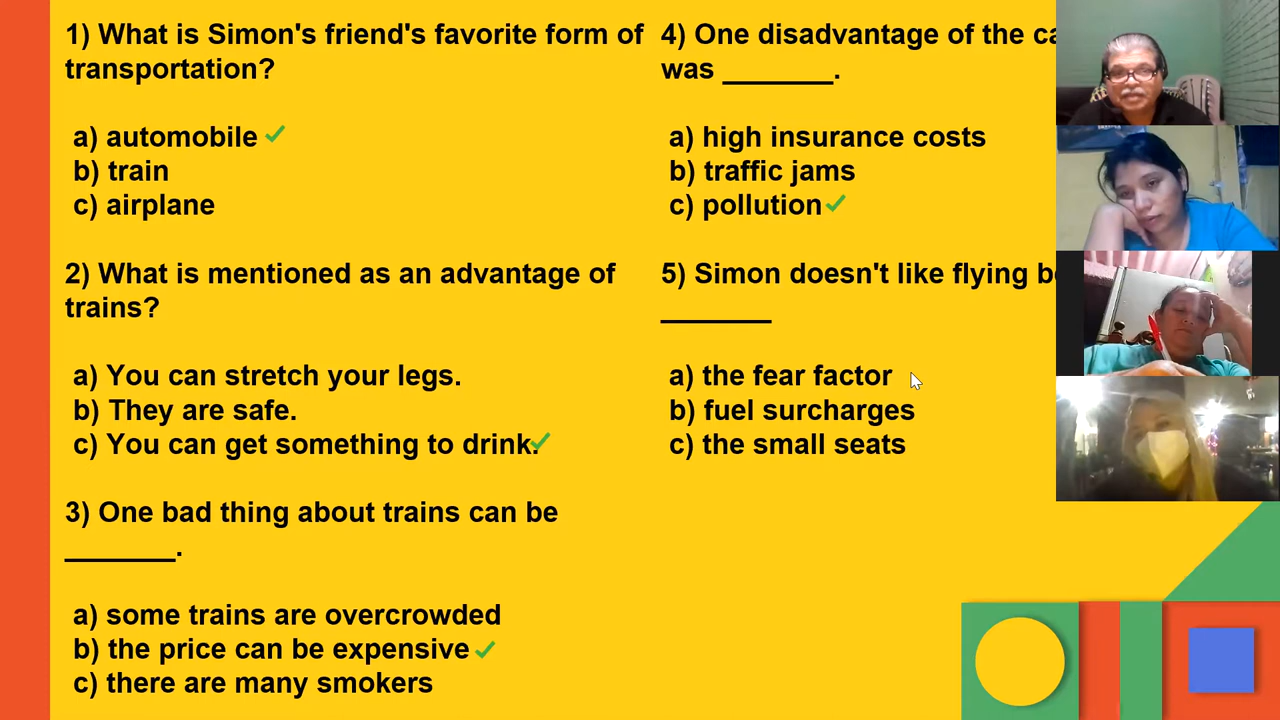 1) What is Simon's friend's favorite form of
transportation?
a) automobile
b) train
c) airplane
2) What is mentioned as an advantage of
trains?
a) You can stretch your legs.
b) They are safe.
c) You can get something to drink.
3) One bad thing about trains can be
_______.
a) some trains are overcrowded
b) the price can be expensive
c) there are many smokers
4) One disadvantage of the
was _______.
a) high insurance costs
b) traffic jams
c) pollution
5) Simon doesn't like flying
_______
a) the fear factor
b) fuel surcharges
c) the small seats